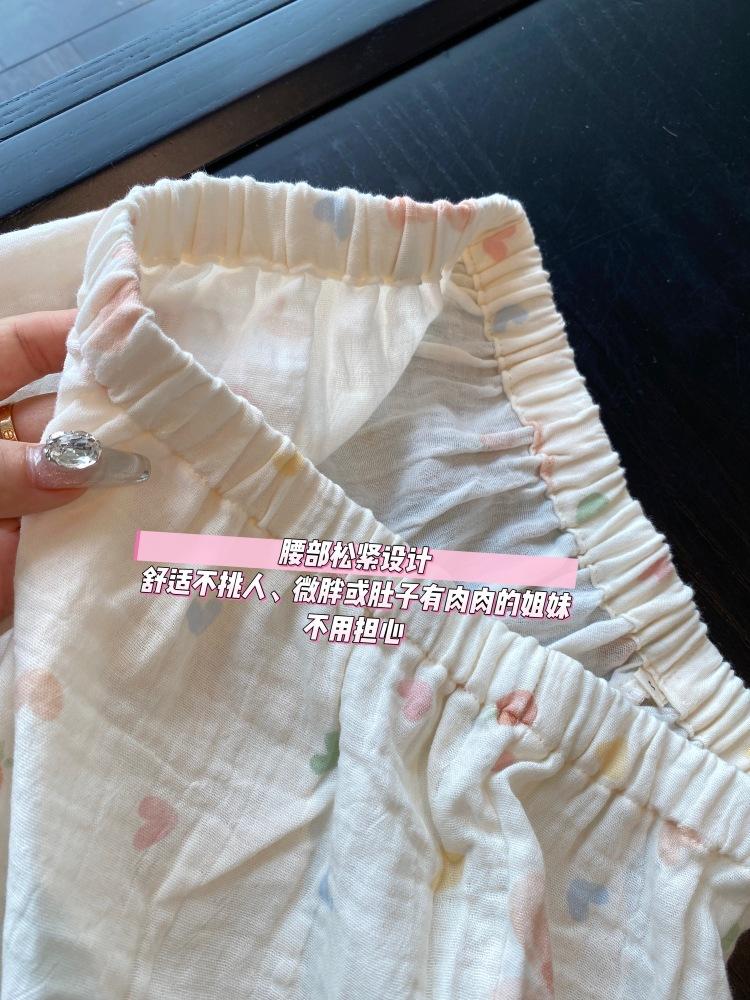 腰部松紧设计
舒适不挑人、微胖或肚子有肉肉的姐妹
不用担心